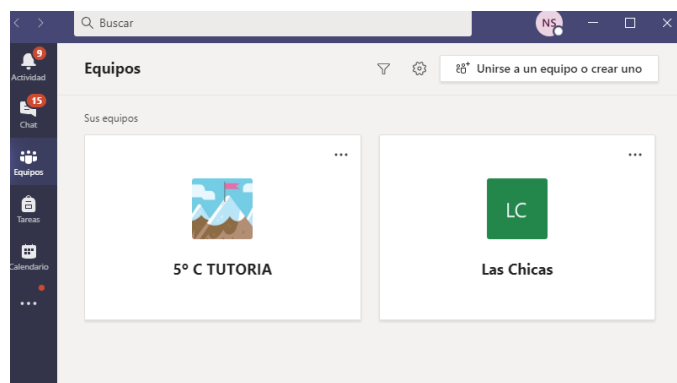 Buscar
NS
9
Actividad
15
Chat
Equipos
Tareas
Calendario
Equipos
Unirse a un equipo o crear uno
Sus equipos
5º C TUTORIA
LC
Las Chicas